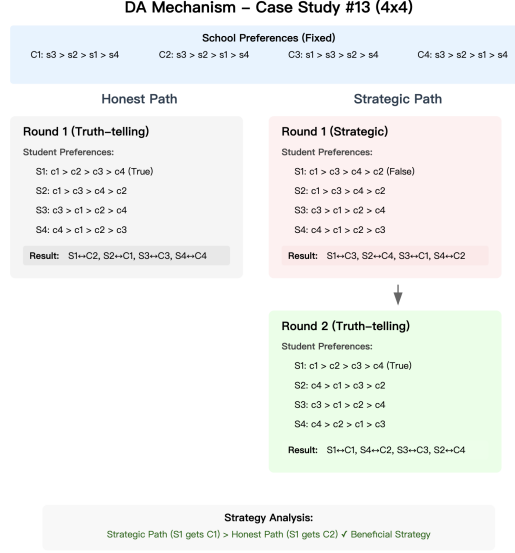 DA Mechanism – Case Study #13 (4x4)
School Preferences (Fixed)
C1: s3 > s2 > s1 > s4
C2: s3 > s2 > s1 > s4
C3: s1 > s2 > s3 > s4
C4: s3 > s2 > s1 > s4
Honest Path
Round 1 (Truth-telling)
Student Preferences:
S1: c1 > c2 > c3 > c4 (True)
S2: c1 > c3 > c4 > c2
S3: c3 > c1 > c2 > c4
S4: c4 > c1 > c2 > c3
Result: S1↔C2, S2↔C1, S3↔C3, S4↔C4
Strategic Path
Round 1 (Strategic)
Student Preferences:
S1: c1 > c3 > c4 > c2 (False)
S2: c1 > c3 > c4 > c2
S3: c3 > c1 > c2 > c4
S4: c4 > c1 > c2 > c3
Result: S1↔C3, S2↔C4, S3↔C1, S4↔C2
Round 2 (Truth-telling)
Student Preferences:
S1: c1 > c2 > c3 > c4 (True)
S2: c4 > c1 > c3 > c2
S3: c3 > c1 > c2 > c4
S4: c4 > c2 > c1 > c3
Result: S1↔C1, S4↔C2, S3↔C3, S2↔C4
Strategy Analysis:
Strategic Path (S1 gets C1) > Honest Path (S1 gets C2) ✓ Beneficial Strategy